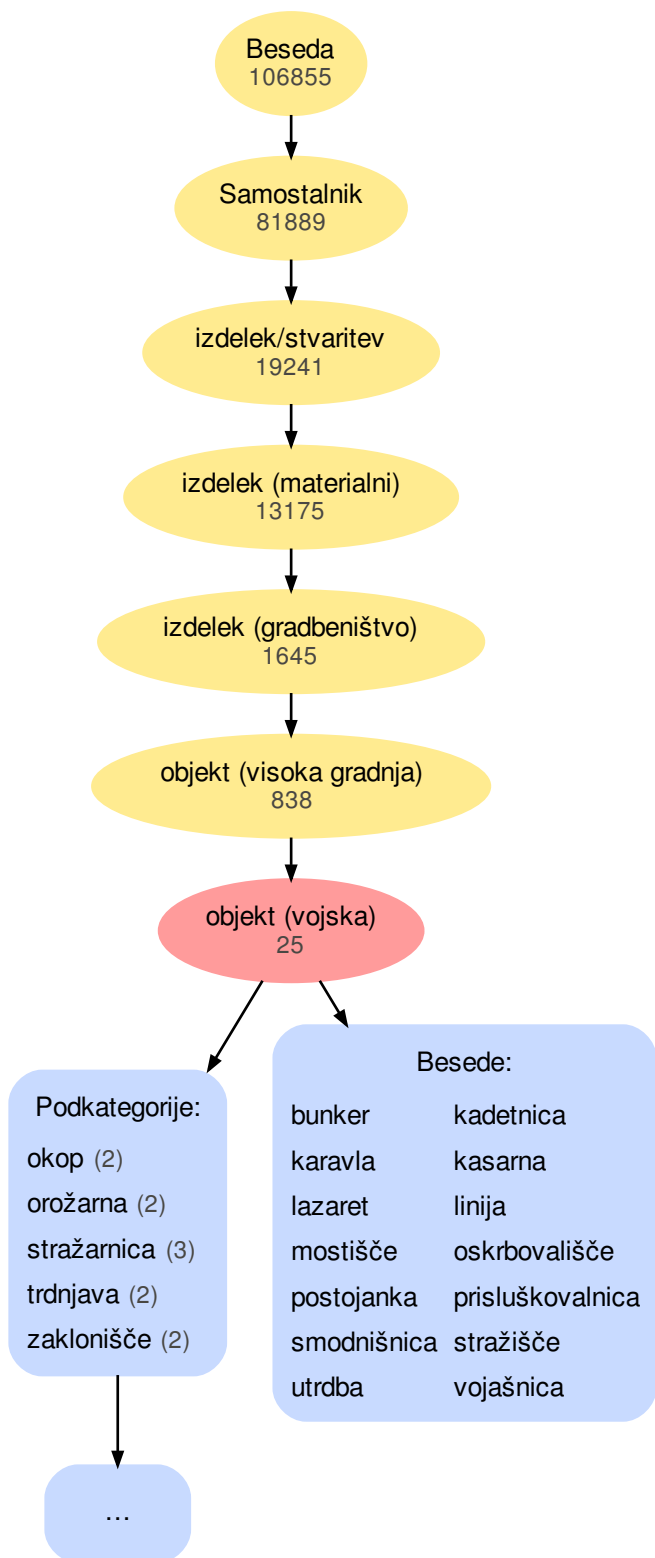 Beseda
106855
Samostalnik
81889
izdelek/stvaritev
19241
izdelek (materialni)
13175
izdelek (gradbeništvo)
1645
objekt (visoka gradnja)
838
objekt (vojska)
25
Podkategorije:
okop (2)
orožarna (2)
stražarnica (3)
trdnjava (2)
zaklonišče (2)
...
Besede:
bunker kadetnica
karavla kasarna
lazaret linija
mostišče oskrbovališče
postojanka prisluškovalnica
smodnišnica stražišče
utrdba vojašnica